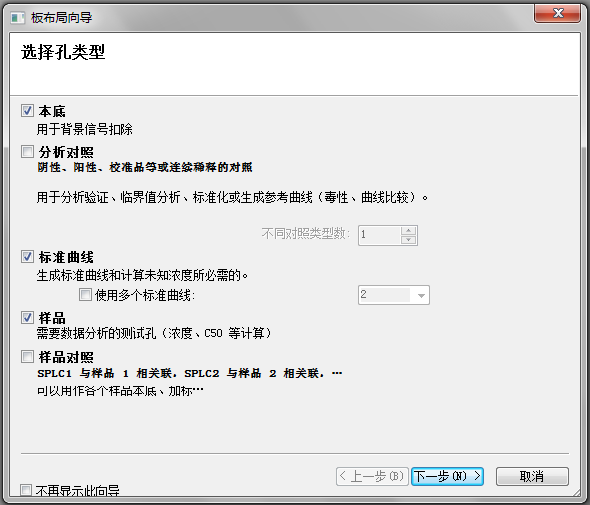 板布局向导
选择孔类型
本底
用于背景信号扣除
分析对照
阴性、阳性、校准品等或连续稀释的对照
用于分析验证、临界值分析、标准化或生成参考曲线（毒性、曲线比较）。
不同对照类型数: 1
标准曲线
生成标准曲线和计算未知浓度所必需的。
使用多个标准曲线: 2
样品
需要数据分析的测试孔（浓度、C50 等计算）
样品对照
SPLC1 与样品 1 相关联，SPLC2 与样品 2 相关联，…
可以用作各个样品本底、加标…
< 上一步(B) 下一步(N) > 取消
不再显示此向导